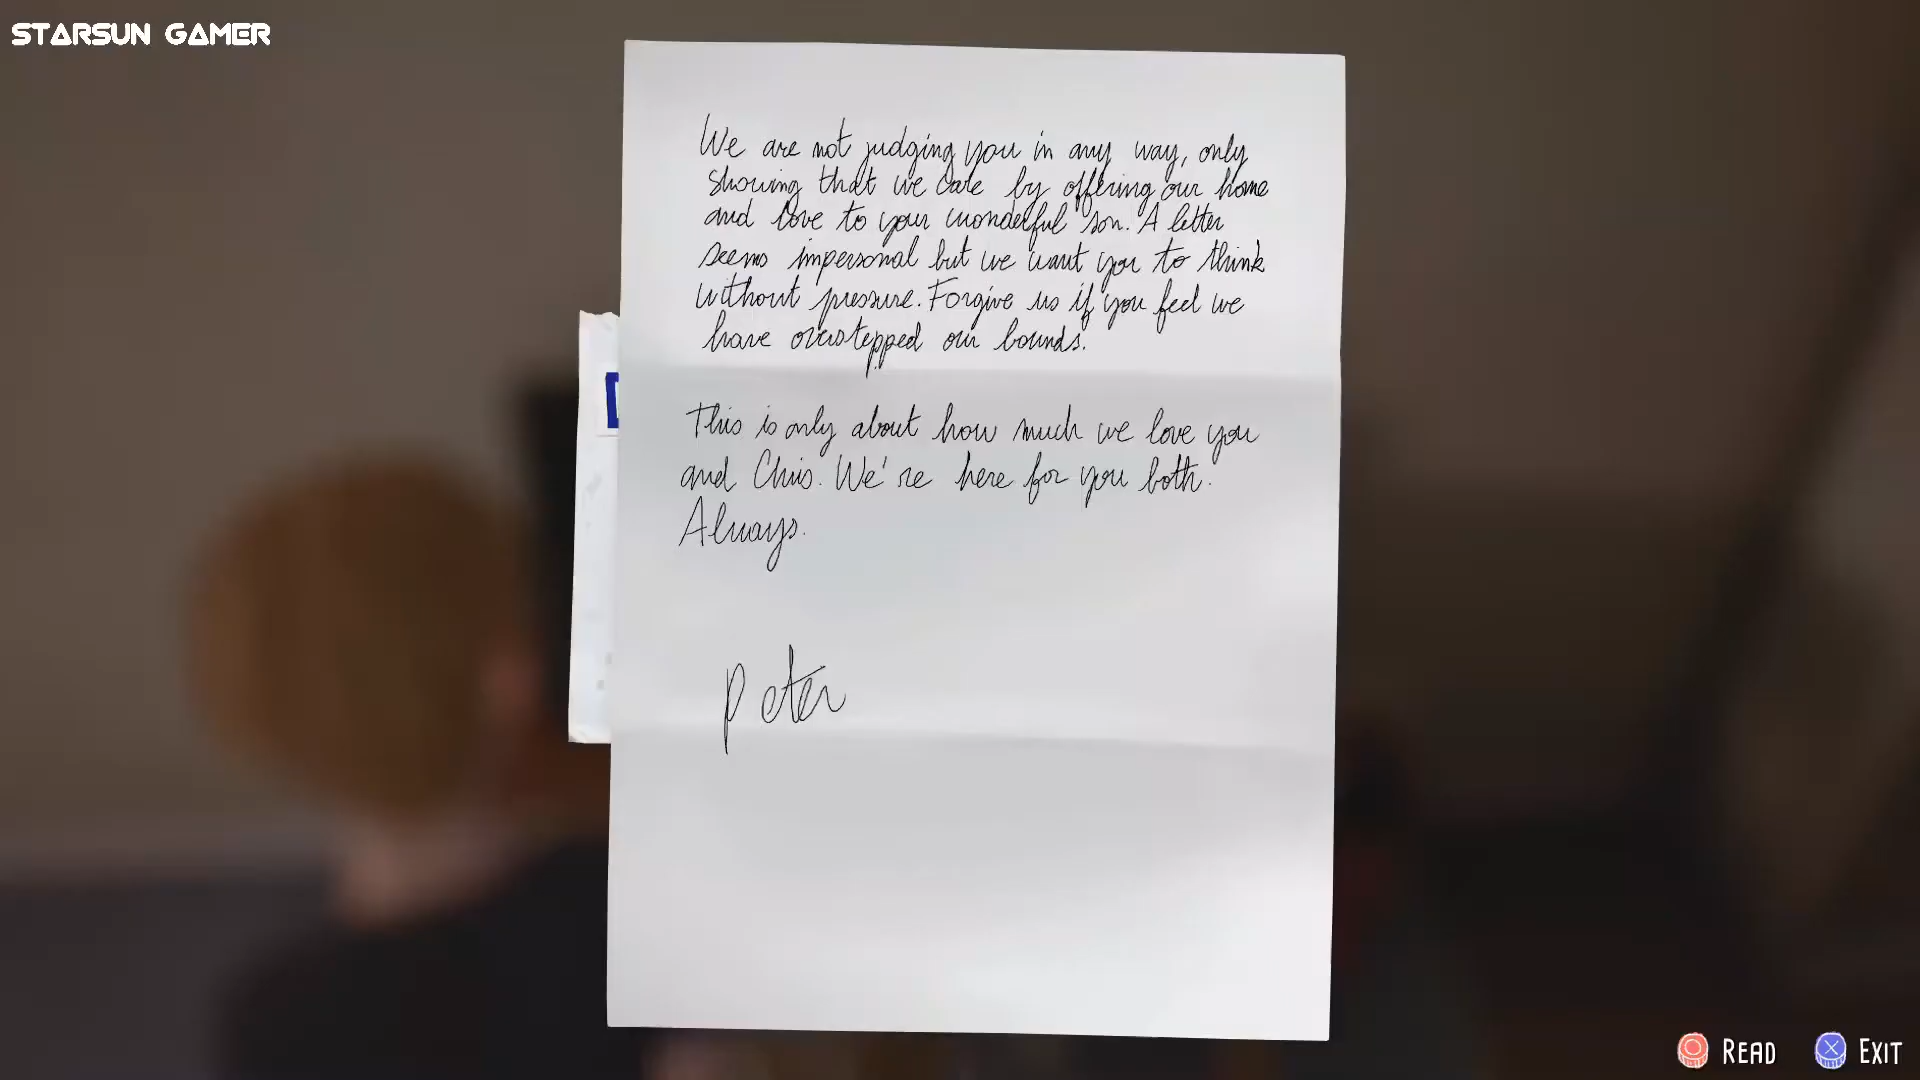 STARSUN GAMER
We are not judging you in any way, only
showing that we care by offering our home
and love to your wonderful son. A letter
seems impersonal but we want you to think
without pressure. Forgive us if you feel we
have overstepped our bounds.
This is only about how much we love you
and Chris. We're here for you both.
Always.
Peter
READ
EXIT